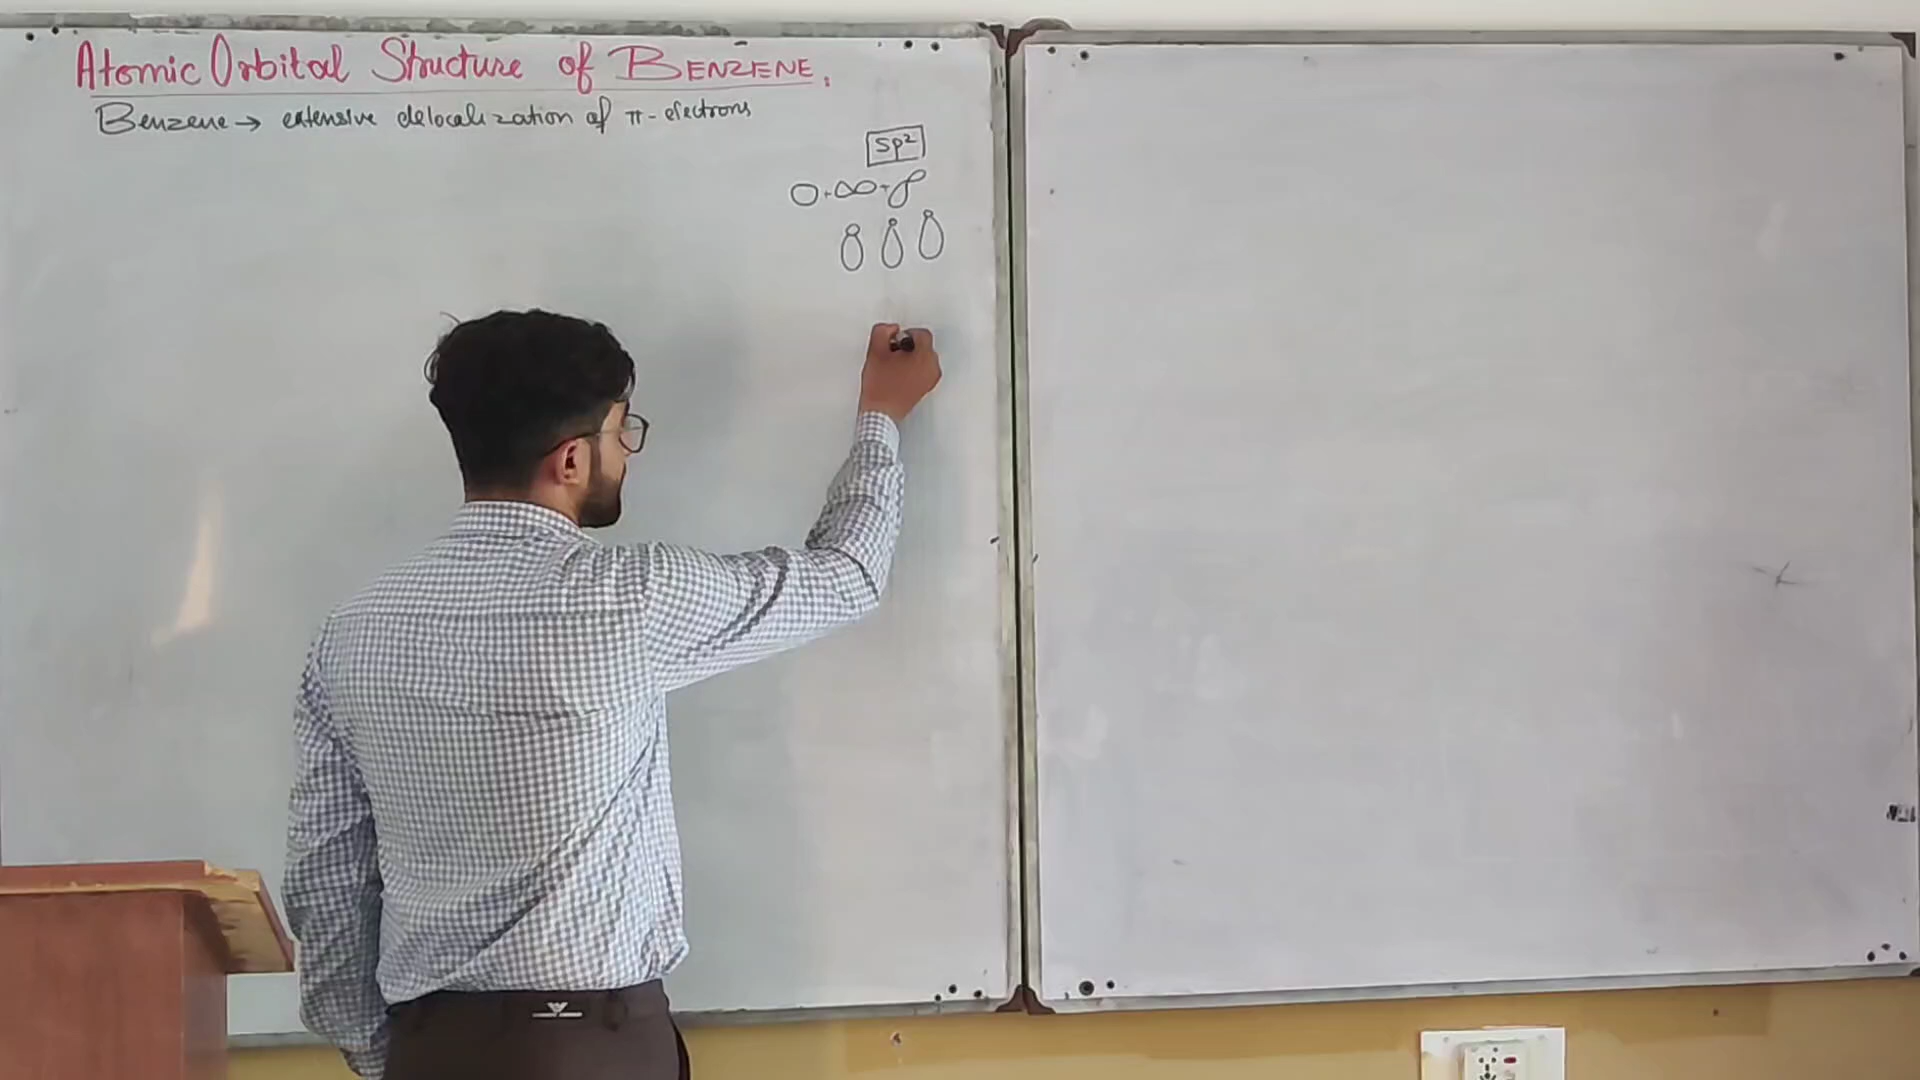 Atomic Orbital Structure of BENZENE.
Benzene → extensive delocalization of π-electrons
sp²